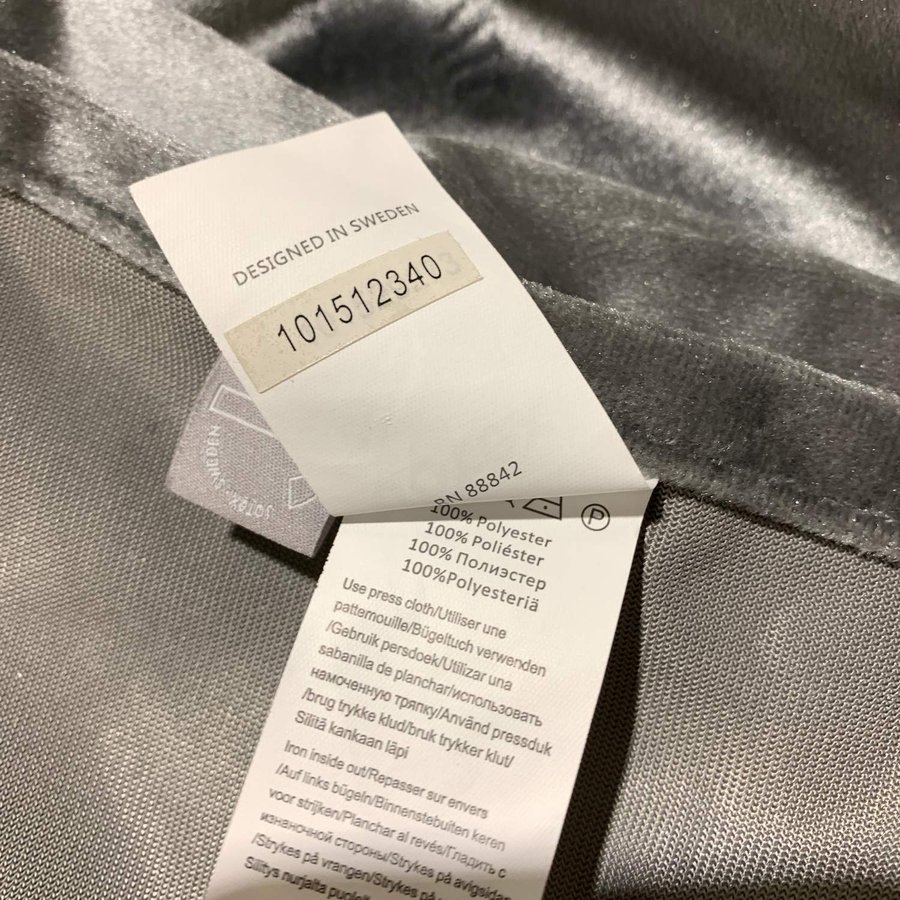 DESIGNED IN SWEDEN
101512340
SWEDEN
RN 88842
P
100% Polyester
100% Poliéster
100% Полиэстер
100%Polyesteriä
Use press cloth/Utiliser une
pattemouille/Bügeltuch verwenden
/Gebruik persdoek/Utilizar una
sabanilla de planchar/использовать
намоченную тряпку/Använd pressduk
/brug trykke klud/bruk trykker klut/
Silitä kankaan läpi
Iron inside out/Repasser sur envers
/Auf links bügeln/Binnenstebuiten keren
voor strijken/Planchar al revés/Гладить с
изнаночной стороны/Strykes på avigsidan
/Strykes på vrangen/Strykes på
Silitys nurjalta